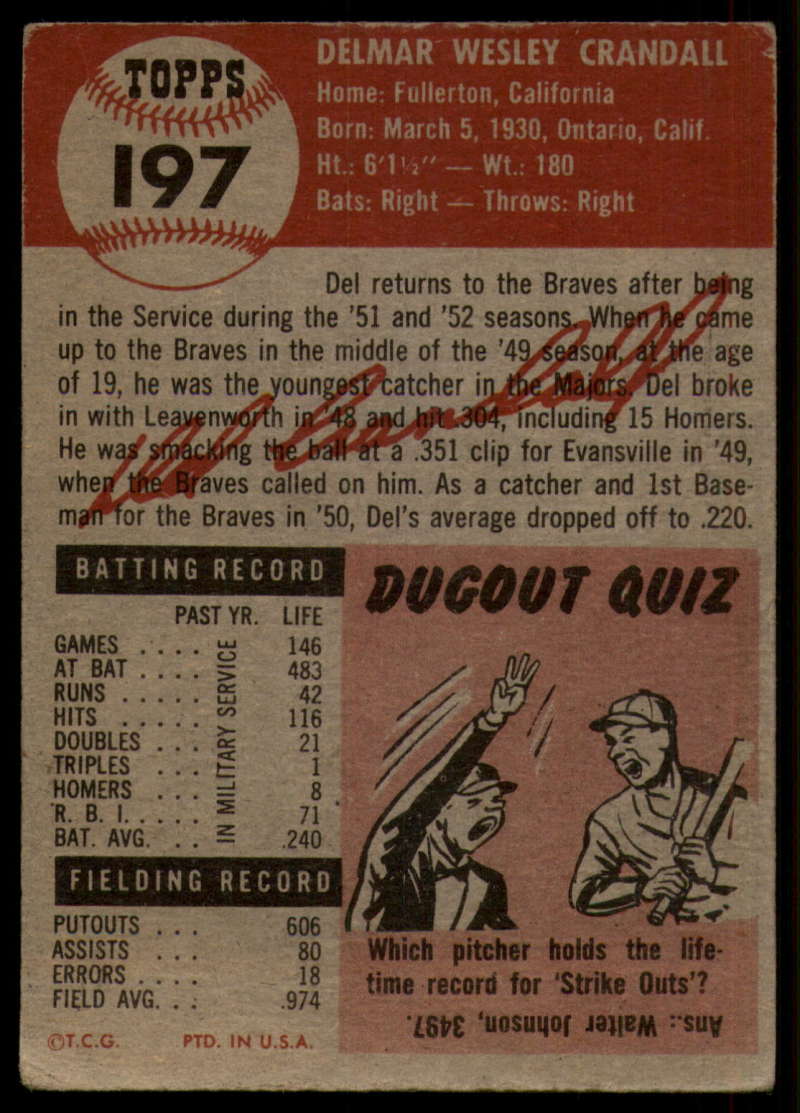 TOPPS
197
DELMAR WESLEY CRANDALL
Home: Fullerton, California
Born: March 5, 1930, Ontario, Calif.
Ht.: 6'1½" — Wt.: 180
Bats: Right — Throws: Right
Del returns to the Braves after being
in the Service during the '51 and '52 seasons. When he came
up to the Braves in the middle of the '49 season, at the age
of 19, he was the youngest catcher in the Majors. Del broke
in with Leavenworth in '48 and hit .304, including 15 Homers.
He was smacking the ball at a .351 clip for Evansville in '49,
when the Braves called on him. As a catcher and 1st Base-
man for the Braves in '50, Del's average dropped off to .220.
BATTING RECORD
PAST YR. LIFE
GAMES .... 146
AT BAT .... 483
RUNS ..... 42
HITS ..... 116
DOUBLES ... 21
TRIPLES ... 1
HOMERS ... 8
R. B. I. .... 71
BAT. AVG. .. .240
IN MILITARY SERVICE
FIELDING RECORD
PUTOUTS ... 606
ASSISTS ... 80
ERRORS .... 18
FIELD AVG. .. .974
©T.C.G. PTD. IN U.S.A.
DUGOUT QUIZ
Which pitcher holds the life-
time record for 'Strike Outs'?
Ans.: Walter Johnson, 3497.